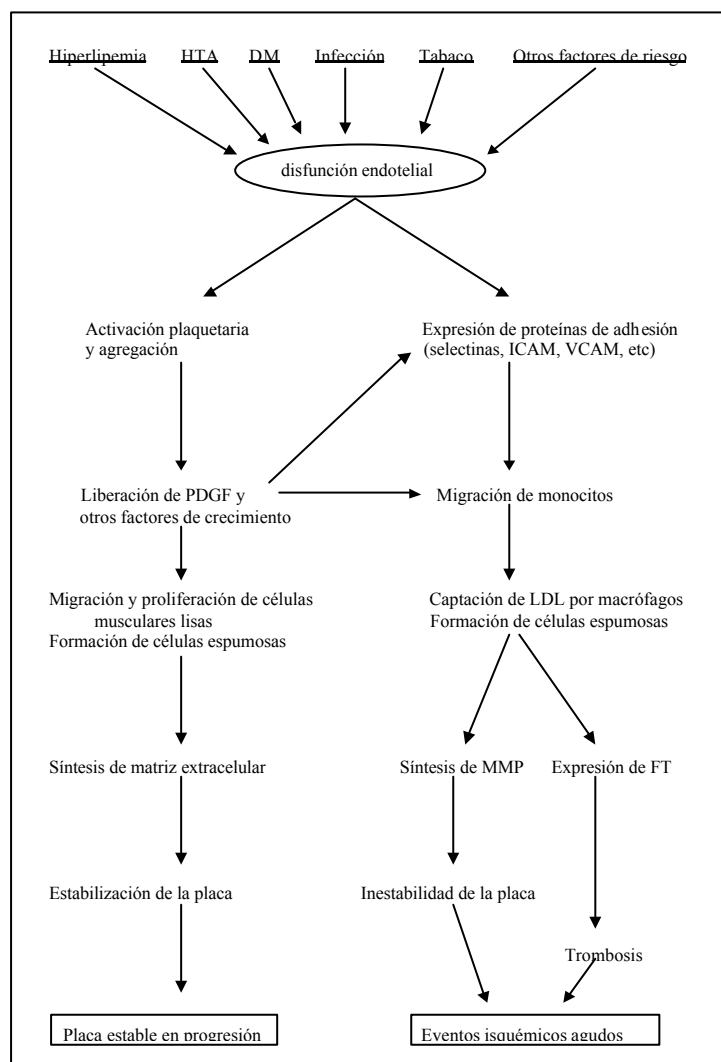 Hiperlipemia HTA DM Infección Tabaco Otros factores de riesgo
disfunción endotelial
Activación plaquetaria
y agregación
Expresión de proteínas de adhesión
(selectinas, ICAM, VCAM, etc)
Liberación de PDGF y
otros factores de crecimiento
Migración de monocitos
Migración y proliferación de células
musculares lisas
Formación de células espumosas
Captación de LDL por macrófagos
Formación de células espumosas
Síntesis de matriz extracelular
Síntesis de MMP
Expresión de FT
Estabilización de la placa
Inestabilidad de la placa
Trombosis
Placa estable en progresión
Eventos isquémicos agudos